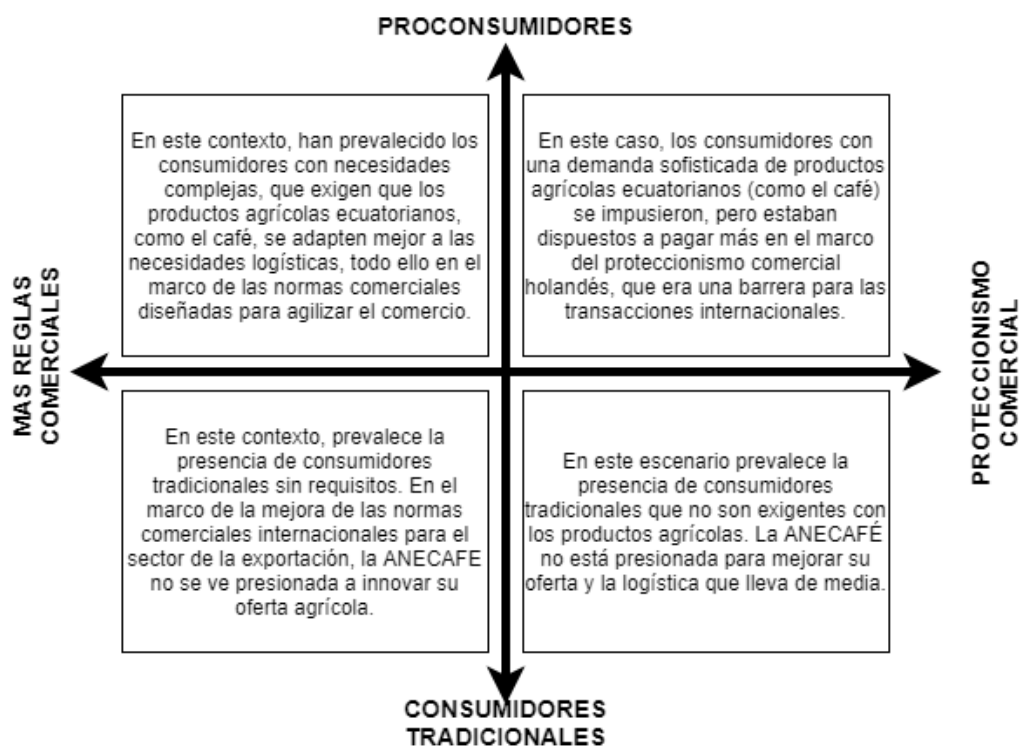 PROCONSUMIDORES
En este contexto, han prevalecido los
consumidores con necesidades
complejas, que exigen que los
productos agrícolas ecuatorianos,
como el café, se adapten mejor a las
necesidades logísticas, todo ello en el
marco de las normas comerciales
diseñadas para agilizar el comercio.
En este caso, los consumidores con
una demanda sofisticada de productos
agrícolas ecuatorianos (como el café)
se impusieron, pero estaban
dispuestos a pagar más en el marco
del proteccionismo comercial
holandés, que era una barrera para las
transacciones internacionales.
MAS REGLAS
COMERCIALES
PROTECCIONISMO
COMERCIAL
En este contexto, prevalece la
presencia de consumidores
tradicionales sin requisitos. En el
marco de la mejora de las normas
comerciales internacionales para el
sector de la exportación, la ANECAFE
no se ve presionada a innovar su
oferta agrícola.
En este escenario prevalece la
presencia de consumidores
tradicionales que no son exigentes con
los productos agrícolas. La ANECAFÉ
no está presionada para mejorar su
oferta y la logística que lleva de media.
CONSUMIDORES
TRADICIONALES